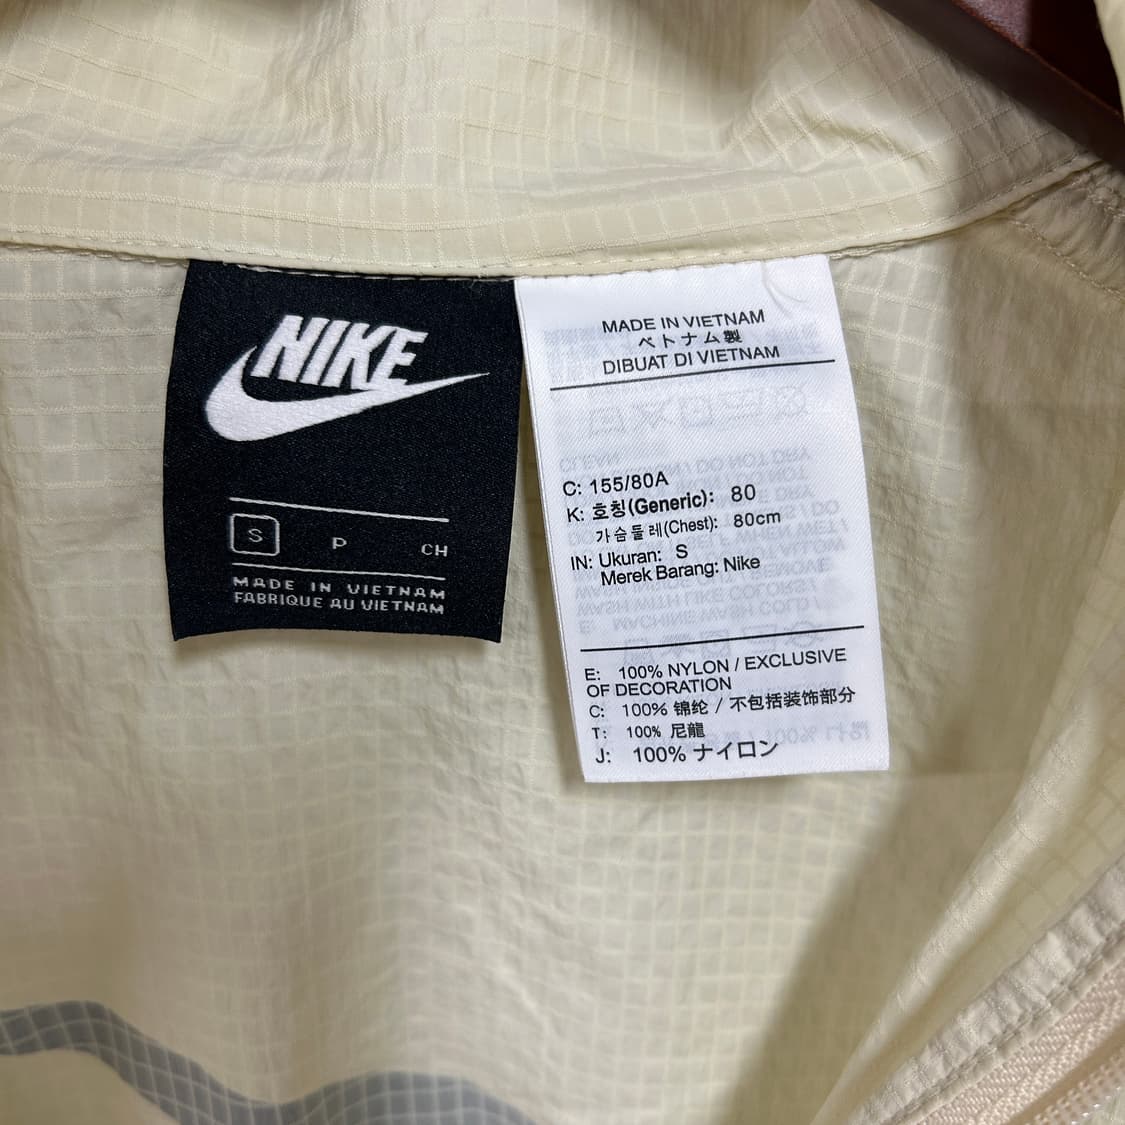 NIKE
S P CH
MADE IN VIETNAM
FABRIQUE AU VIETNAM
MADE IN VIETNAM
ベトナム製
DIBUAT DI VIETNAM
C: 155/80A
K: 호칭(Generic): 80
가슴둘레(Chest): 80cm
IN: Ukuran: S
Merek Barang: Nike
E: 100% NYLON / EXCLUSIVE
OF DECORATION
C: 100% 锦纶 / 不包括装饰部分
T: 100% 尼龍
J: 100% ナイロン